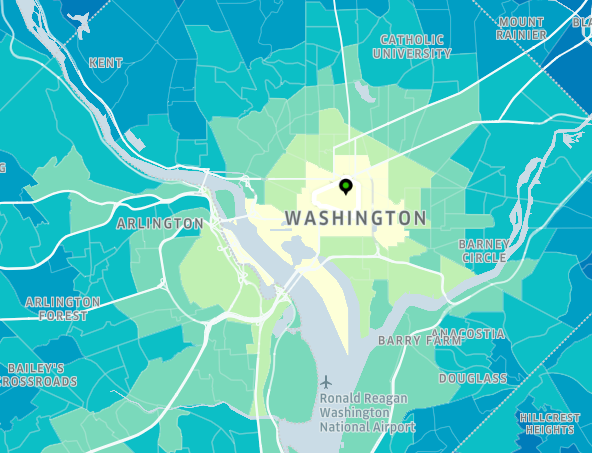 MOUNT
RAINIER
CATHOLIC
UNIVERSITY
KENT
WASHINGTON
ARLINGTON
BARNEY
CIRCLE
ARLINGTON
FOREST
ANACOSTIA
BARRY FARM
BAILEY'S
CROSSROADS
DOUGLASS
Ronald Reagan
Washington
National Airport
HILLCREST
HEIGHTS